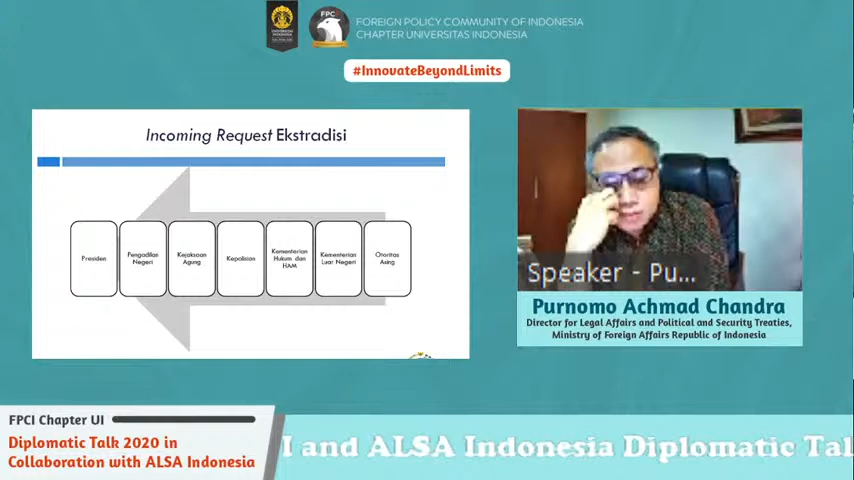 FPC
FOREIGN POLICY COMMUNITY OF INDONESIA
CHAPTER UNIVERSITAS INDONESIA
#InnovateBeyondLimits
Incoming Request Ekstradisi
Presiden
Pengadilan
Negeri
Kejaksaan
Agung
Kepolisian
Kementerian
Hukum dan
HAM
Kementerian
Luar Negeri
Otoritas
Asing
Speaker - Pu...
Purnomo Achmad Chandra
Director for Legal Affairs and Political and Security Treaties,
Ministry of Foreign Affairs Republic of Indonesia
FPCI Chapter UI
Diplomatic Talk 2020 in
Collaboration with ALSA Indonesia
I and ALSA Indonesia Diplomatic Tal